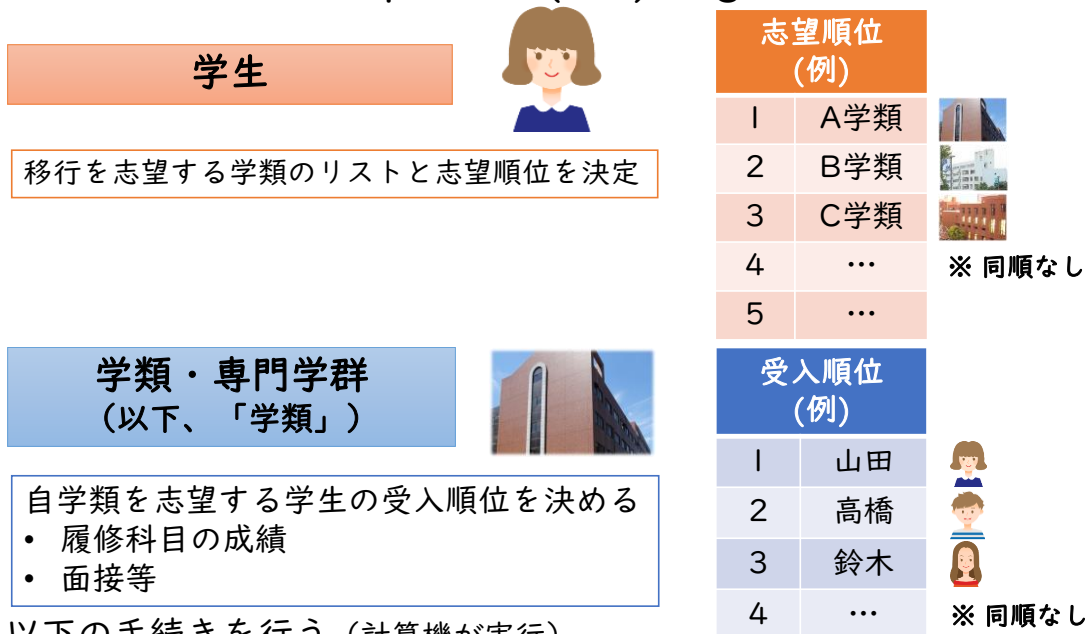 学生
移行を志望する学類のリストと志望順位を決定
志望順位
(例)
1 A学類
2 B学類
3 C学類
4 …
5 …
※ 同順なし
学類・専門学群
(以下、「学類」)
自学類を志望する学生の受入順位を決める
• 履修科目の成績
• 面接等
受入順位
(例)
1 山田
2 高橋
3 鈴木
4 …
※ 同順なし
以下の手続きを行う(計算機が実行)